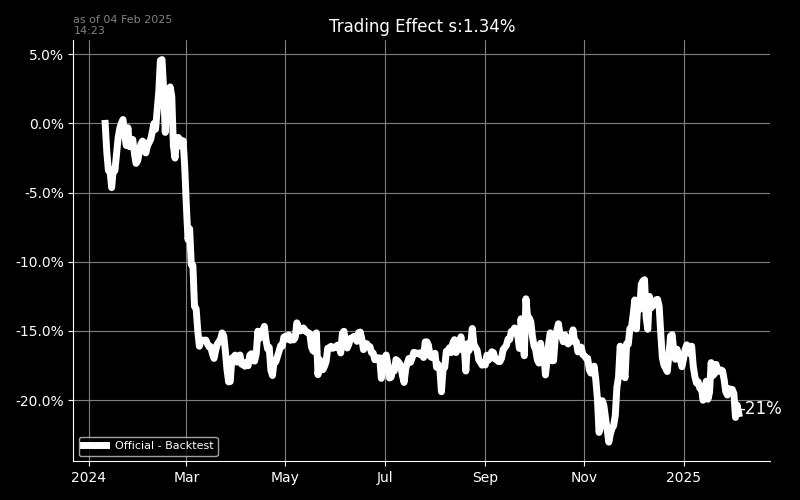 as of 04 Feb 2025
14:23
Trading Effect s:1.34%
5.0%
0.0%
-5.0%
-10.0%
-15.0%
-20.0%
-21%
Official - Backtest
2024 Mar May Jul Sep Nov 2025